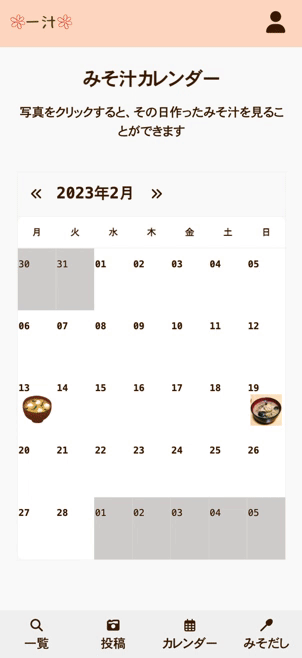 一汁
みそ汁カレンダー
写真をクリックすると、その日作ったみそ汁を見るこ
とができます
« 2023年2月 »
月 火 水 木 金 土 日
30 31 01 02 03 04 05
06 07 08 09 10 11 12
13 14 15 16 17 18 19
20 21 22 23 24 25 26
27 28 01 02 03 04 05
一覧 投稿 カレンダー みそだし